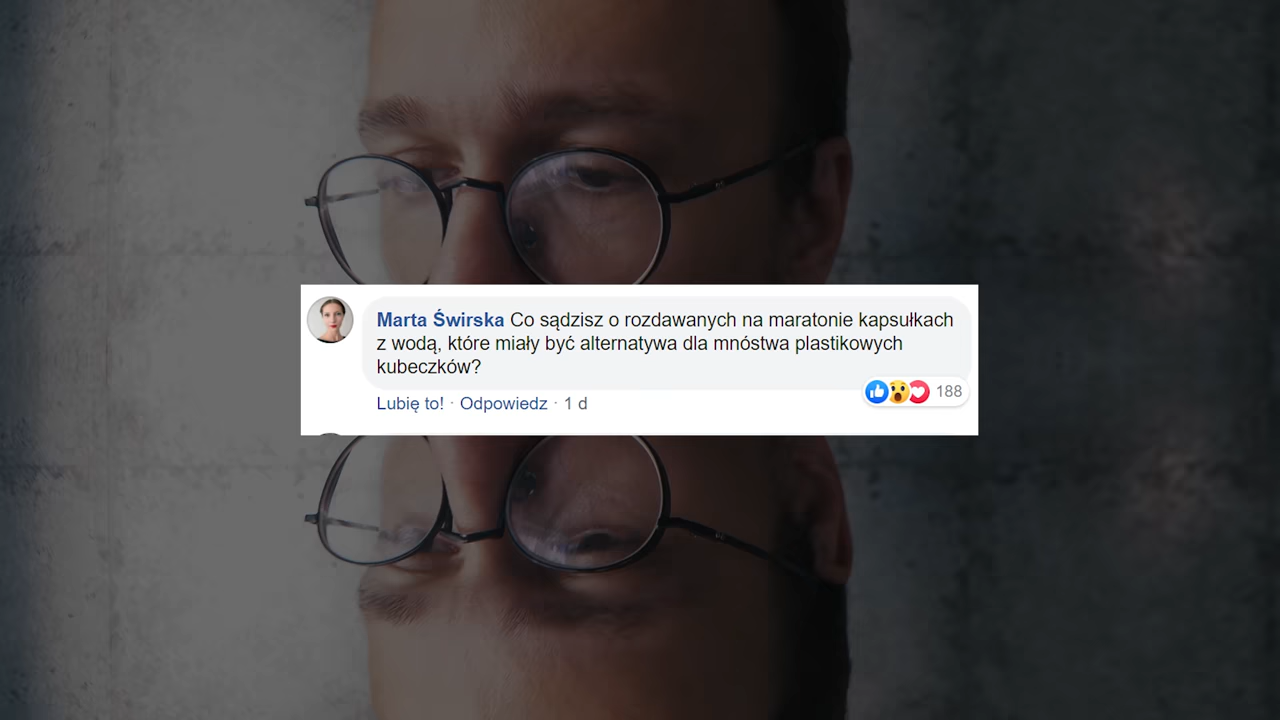 Marta Świrska Co sądzisz o rozdawanych na maratonie kapsułkach
z wodą, które miały być alternatywa dla mnóstwa plastikowych
kubeczków?
Lubię to! · Odpowiedz · 1 d
188